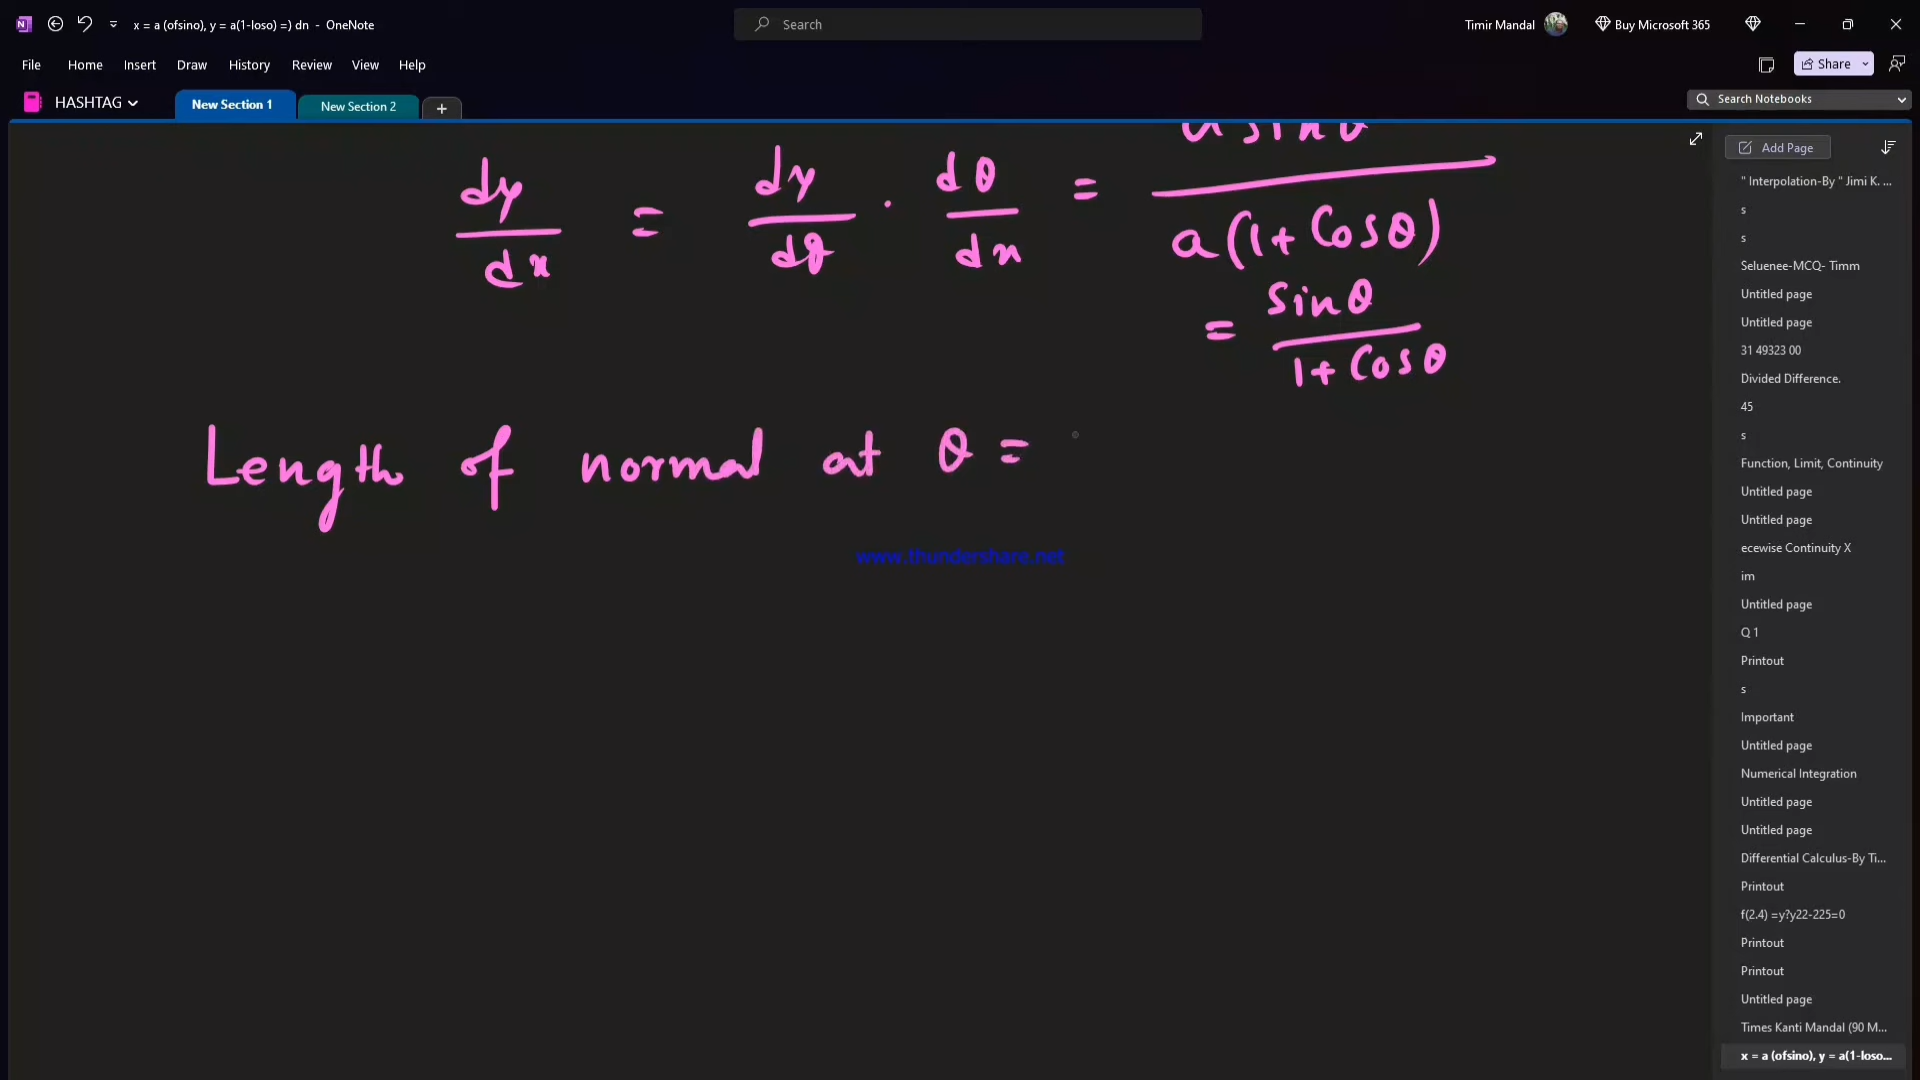 x = a (ofsino), y = a(1-loso) =) dn - OneNote
Search
Timir Mandal
Buy Microsoft 365
File Home Insert Draw History Review View Help
Share
HASHTAG
New Section 1
New Section 2
+
Search Notebooks
Add Page
a sin θ
dy/dx = dy/dθ · dθ/dx = ───
a(1+Cosθ)
= sinθ
1+Cosθ
Length of normal at θ =
www.thundershare.net
" Interpolation-By " Jimi K. ...
s
s
Seluenee-MCQ- Timm
Untitled page
Untitled page
31 49323 00
Divided Difference.
45
s
Function, Limit, Continuity
Untitled page
Untitled page
ecewise Continuity X
im
Untitled page
Q 1
Printout
s
Important
Untitled page
Numerical Integration
Untitled page
Untitled page
Differential Calculus-By Ti...
Printout
f(2.4) =y?y22-225=0
Printout
Printout
Untitled page
Times Kanti Mandal (90 M...
x = a (ofsino), y = a(1-loso...